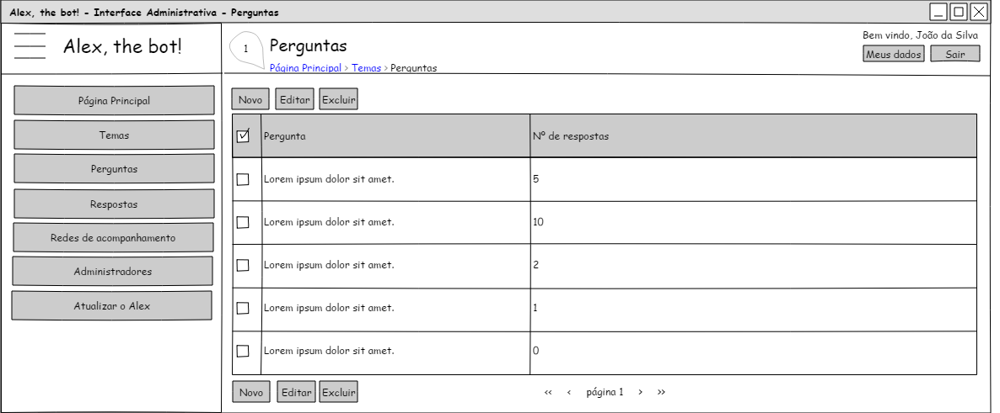 Alex, the bot! - Interface Administrativa - Perguntas
Alex, the bot!
1
Perguntas
Página Principal > Temas > Perguntas
Bem vindo, João da Silva
Meus dados
Sair
Página Principal
Temas
Perguntas
Respostas
Redes de acompanhamento
Administradores
Atualizar o Alex
Novo
Editar
Excluir
Pergunta
Nº de respostas
Lorem ipsum dolor sit amet.
5
Lorem ipsum dolor sit amet.
10
Lorem ipsum dolor sit amet.
2
Lorem ipsum dolor sit amet.
1
Lorem ipsum dolor sit amet.
0
Novo
Editar
Excluir
<< < página 1 > >>